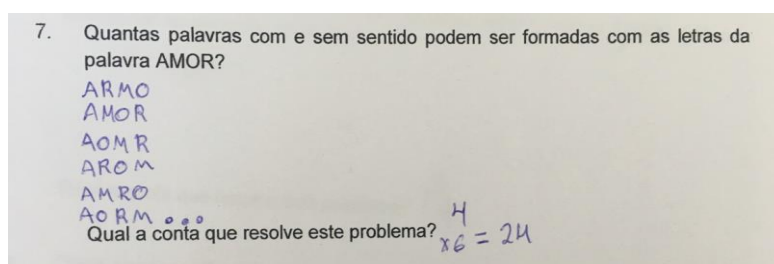 7. Quantas palavras com e sem sentido podem ser formadas com as letras da
palavra AMOR?
ARMO
AMOR
AOMR
AROM
AMRO
AORM...
Qual a conta que resolve este problema? 4
x6 = 24